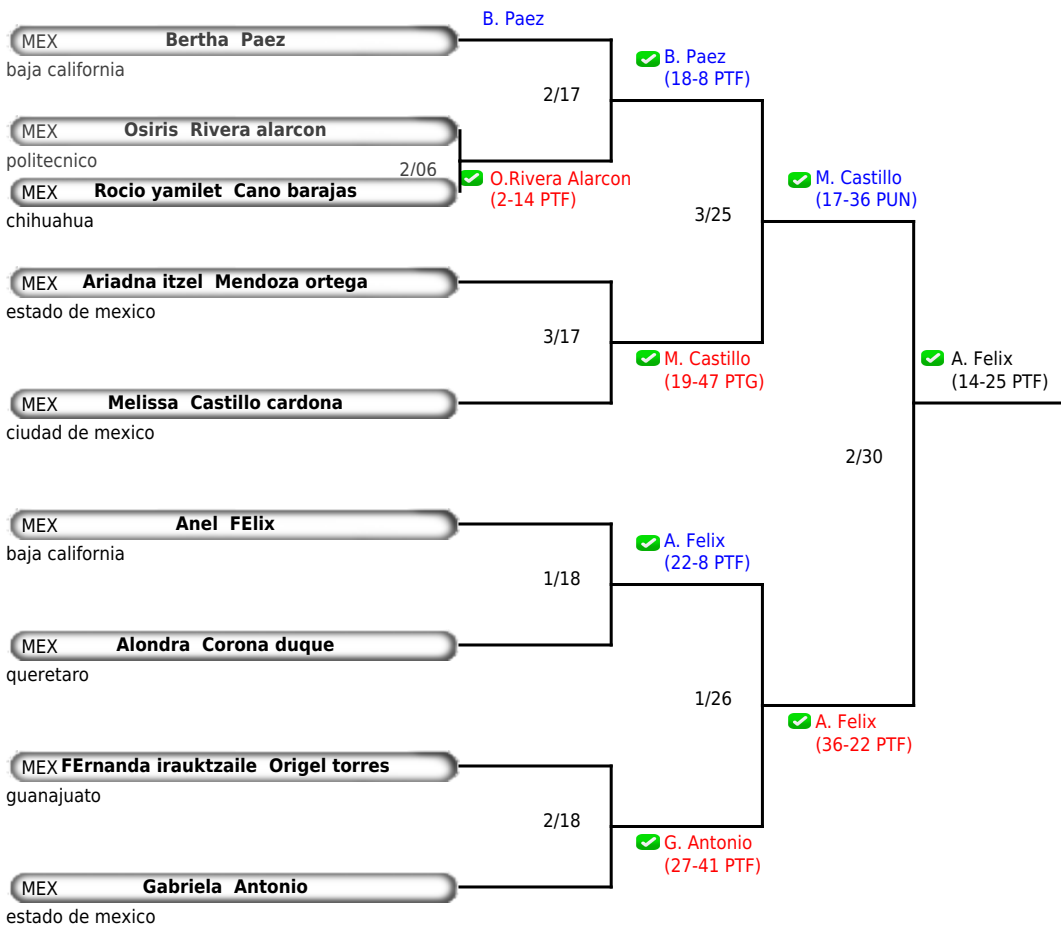 B. Paez
MEX Bertha Paez
baja california
B. Paez
(18-8 PTF)
2/17
MEX Osiris Rivera alarcon
politecnico
2/06
O.Rivera Alarcon
(2-14 PTF)
MEX Rocio yamilet Cano barajas
chihuahua
M. Castillo
(17-36 PUN)
3/25
MEX Ariadna itzel Mendoza ortega
estado de mexico
3/17
M. Castillo
(19-47 PTG)
A. Felix
(14-25 PTF)
MEX Melissa Castillo cardona
ciudad de mexico
2/30
MEX Anel FElix
baja california
A. Felix
(22-8 PTF)
1/18
MEX Alondra Corona duque
queretaro
1/26
A. Felix
(36-22 PTF)
MEX FErnanda irauktzaile Origel torres
guanajuato
2/18
G. Antonio
(27-41 PTF)
MEX Gabriela Antonio
estado de mexico